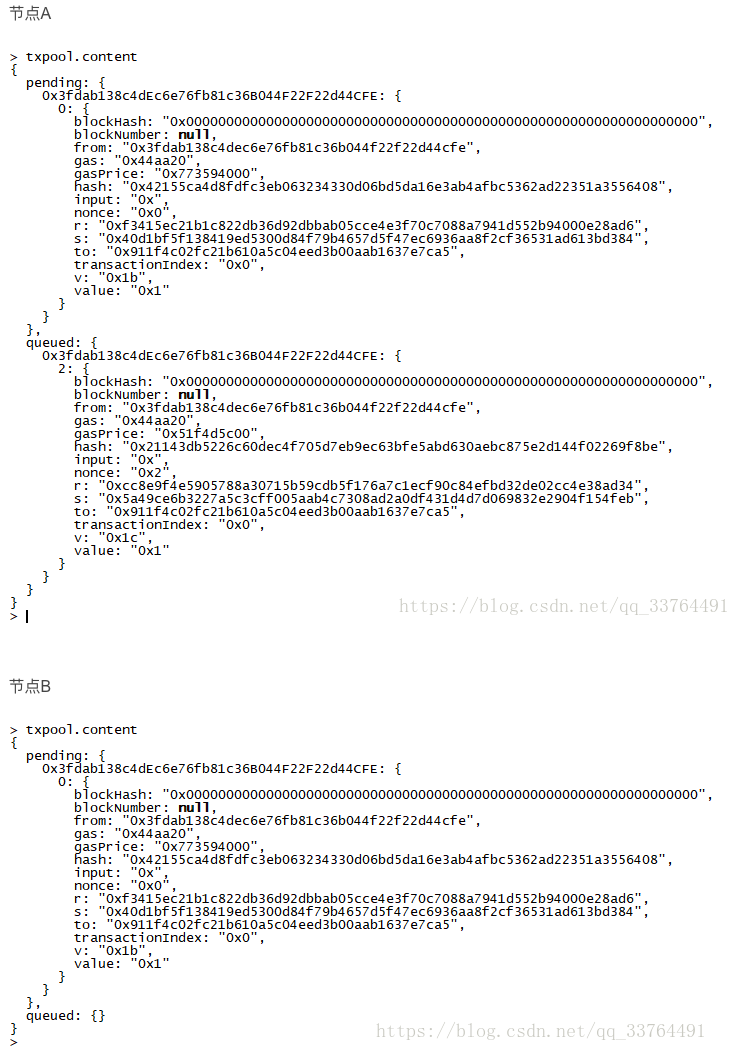 节点A
> txpool.content
{
  pending: {
    0x3fdab138c4dEc6e76fb81c36B044F22F22d44CFE: {
      0: {
        blockHash: "0x0000000000000000000000000000000000000000000000000000000000000000",
        blockNumber: null,
        from: "0x3fdab138c4dec6e76fb81c36b044f22f22d44cfe",
        gas: "0x44aa20",
        gasPrice: "0x773594000",
        hash: "0x42155ca4d8fdfc3eb063234330d06bd5da16e3ab4afbc5362ad22351a3556408",
        input: "0x",
        nonce: "0x0",
        r: "0xf3415ec21b1c822db36d92dbbab05cce4e3f70c7088a7941d552b94000e28ad6",
        s: "0x40d1bf5f138419ed5300d84f79b4657d5f47ec6936aa8f2cf36531ad613bd384",
        to: "0x911f4c02fc21b610a5c04eed3b00aab1637e7ca5",
        transactionIndex: "0x0",
        v: "0x1b",
        value: "0x1"
      }
    }
  },
  queued: {
    0x3fdab138c4dEc6e76fb81c36B044F22F22d44CFE: {
      2: {
        blockHash: "0x0000000000000000000000000000000000000000000000000000000000000000",
        blockNumber: null,
        from: "0x3fdab138c4dec6e76fb81c36b044f22f22d44cfe",
        gas: "0x44aa20",
        gasPrice: "0x51f4d5c00",
        hash: "0x21143db5226c60dec4f705d7eb9ec63bfe5abd630aebc875e2d144f02269f8be",
        input: "0x",
        nonce: "0x2",
        r: "0xcc8e9f4e5905788a30715b59cdb5f176a7c1ecf90c84efbd32de02cc4e38ad34",
        s: "0x5a49ce6b3227a5c3cff005aab4c7308ad2a0df431d4d7d069832e2904f154feb",
        to: "0x911f4c02fc21b610a5c04eed3b00aab1637e7ca5",
        transactionIndex: "0x0",
        v: "0x1c",
        value: "0x1"
      }
    }
  }
}
https://blog.csdn.net/qq_33764491
>
节点B
> txpool.content
{
  pending: {
    0x3fdab138c4dEc6e76fb81c36B044F22F22d44CFE: {
      0: {
        blockHash: "0x0000000000000000000000000000000000000000000000000000000000000000",
        blockNumber: null,
        from: "0x3fdab138c4dec6e76fb81c36b044f22f22d44cfe",
        gas: "0x44aa20",
        gasPrice: "0x773594000",
        hash: "0x42155ca4d8fdfc3eb063234330d06bd5da16e3ab4afbc5362ad22351a3556408",
        input: "0x",
        nonce: "0x0",
        r: "0xf3415ec21b1c822db36d92dbbab05cce4e3f70c7088a7941d552b94000e28ad6",
        s: "0x40d1bf5f138419ed5300d84f79b4657d5f47ec6936aa8f2cf36531ad613bd384",
        to: "0x911f4c02fc21b610a5c04eed3b00aab1637e7ca5",
        transactionIndex: "0x0",
        v: "0x1b",
        value: "0x1"
      }
    }
  },
  queued: {}
}
https://blog.csdn.net/qq_33764491
>